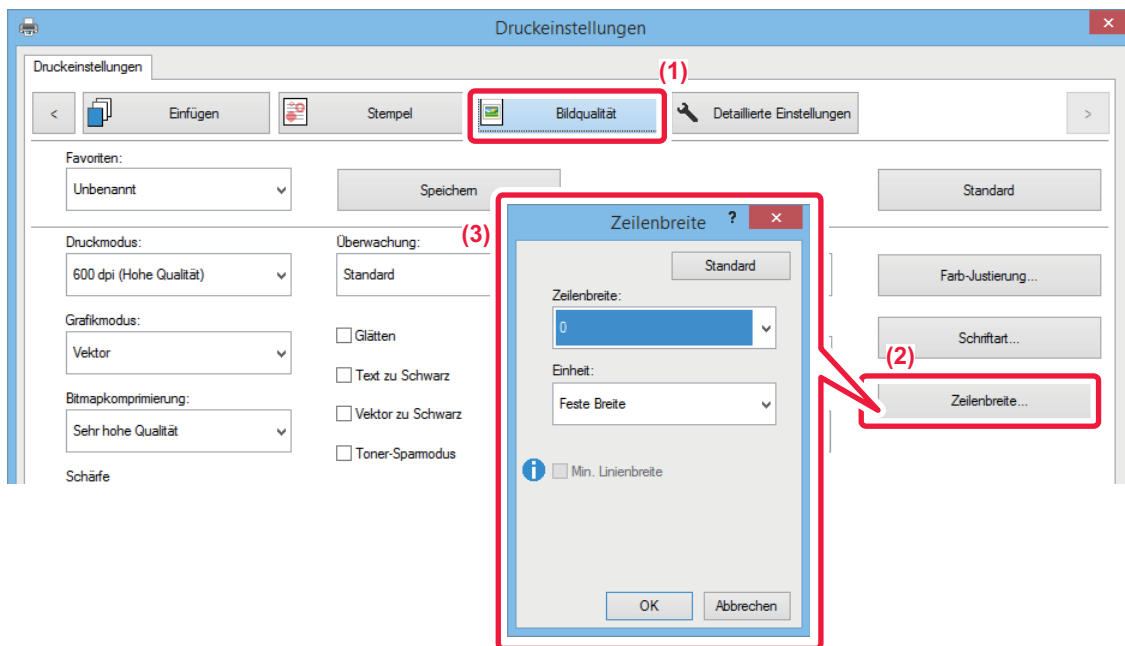 Druckeinstellungen
Druckeinstellungen
(1)
< Einfügen Stempel Bildqualität Detaillierte Einstellungen >
Favoriten:
Unbenannt Speichern Standard
(3) Zeilenbreite ?
Druckmodus: Überwachung:
600 dpi (Hohe Qualität) Standard Farb-Justierung...
Standard
Zeilenbreite:
0
Grafikmodus:
Vektor Glätten Schriftart...
(2)
Einheit:
Text zu Schwarz
Bitmapkomprimierung:
Feste Breite Zeilenbreite...
Sehr hohe Qualität Vektor zu Schwarz
Toner-Sparmodus
Schärfe
Min. Linienbreite
OK Abbrechen